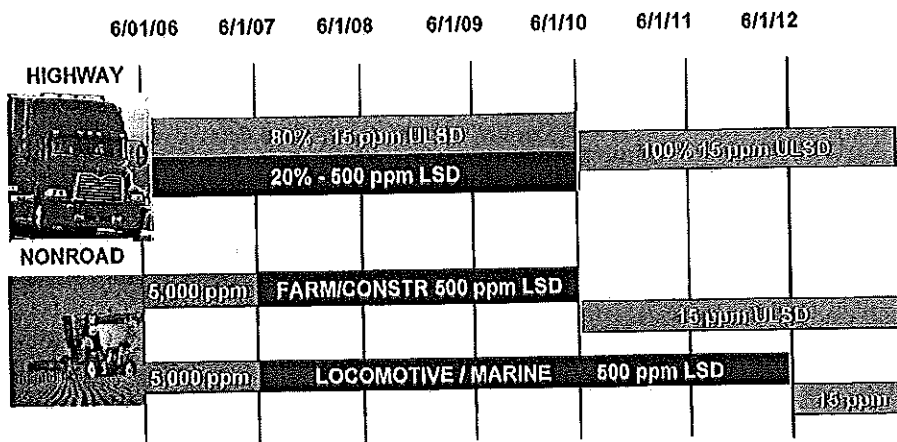 6/01/06 6/1/07 6/1/08 6/1/09 6/1/10 6/1/11 6/1/12
HIGHWAY
80% - 15 ppm ULSD
100% 15 ppm ULSD
20% - 500 ppm LSD
NONROAD
5,000 ppm FARM/CONSTR 500 ppm LSD
15 ppm ULSD
5,000 ppm LOCOMOTIVE / MARINE 500 ppm LSD
15 ppm